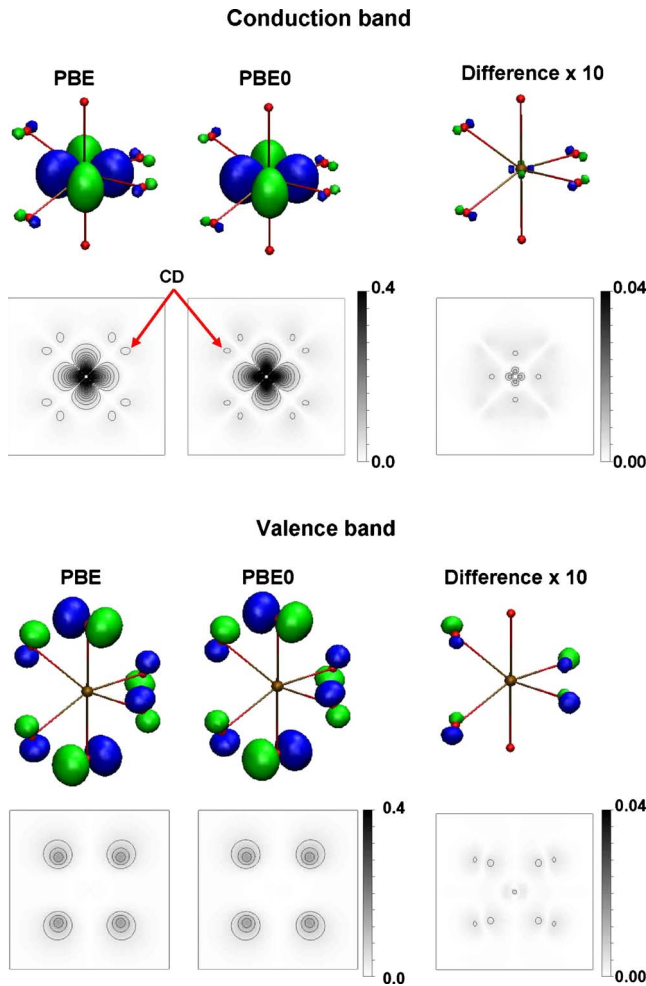 Conduction band
PBE PBE0 Difference x 10
CD
0.4
0.0
0.04
0.00
Valence band
PBE PBE0 Difference x 10
0.4
0.0
0.04
0.00